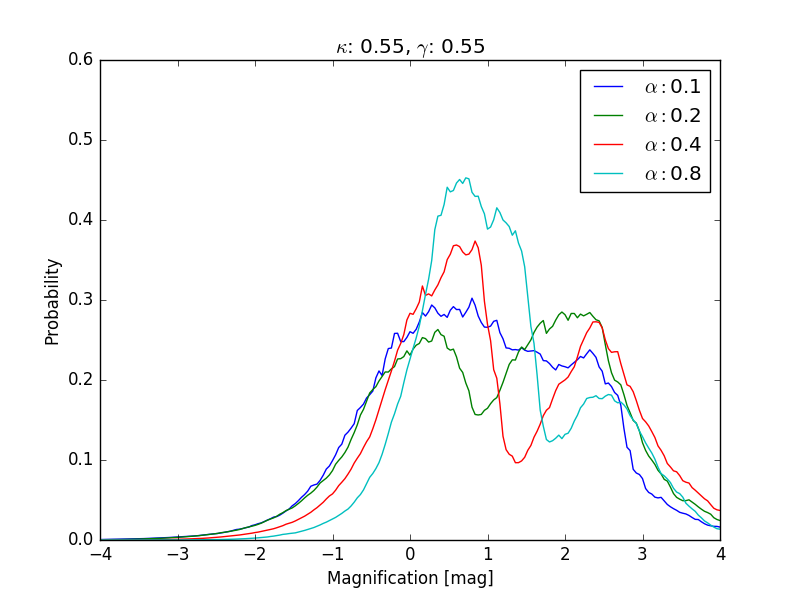 κ: 0.55, γ: 0.55
0.6
0.5
0.4
0.3
0.2
0.1
0.0
Probability
α: 0.1
α: 0.2
α: 0.4
α: 0.8
−4 −3 −2 −1 0 1 2 3 4
Magnification [mag]